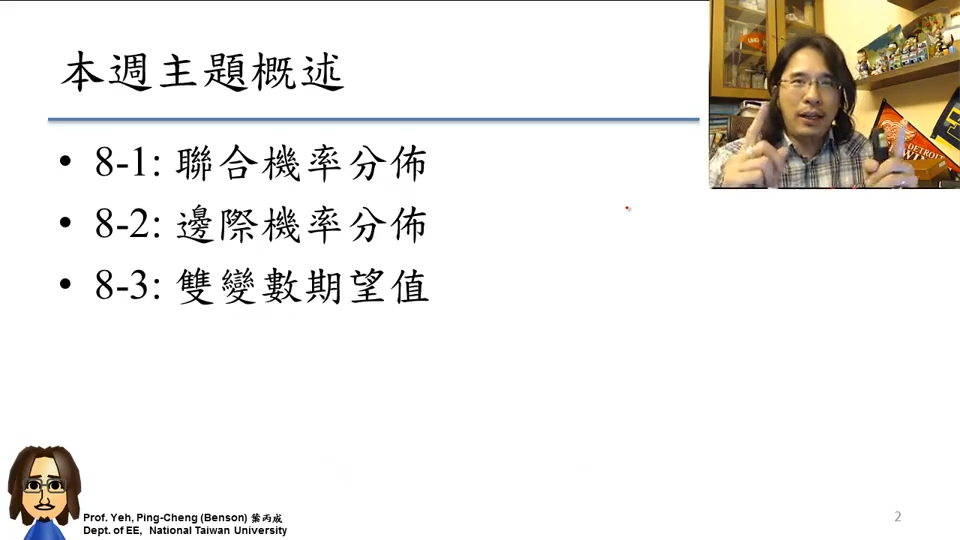 本週主題概述
• 8-1: 聯合機率分佈
• 8-2: 邊際機率分佈
• 8-3: 雙變數期望值
DETROIT
Prof. Yeh, Ping-Cheng (Benson) 葉丙成
Dept. of EE, National Taiwan University
2